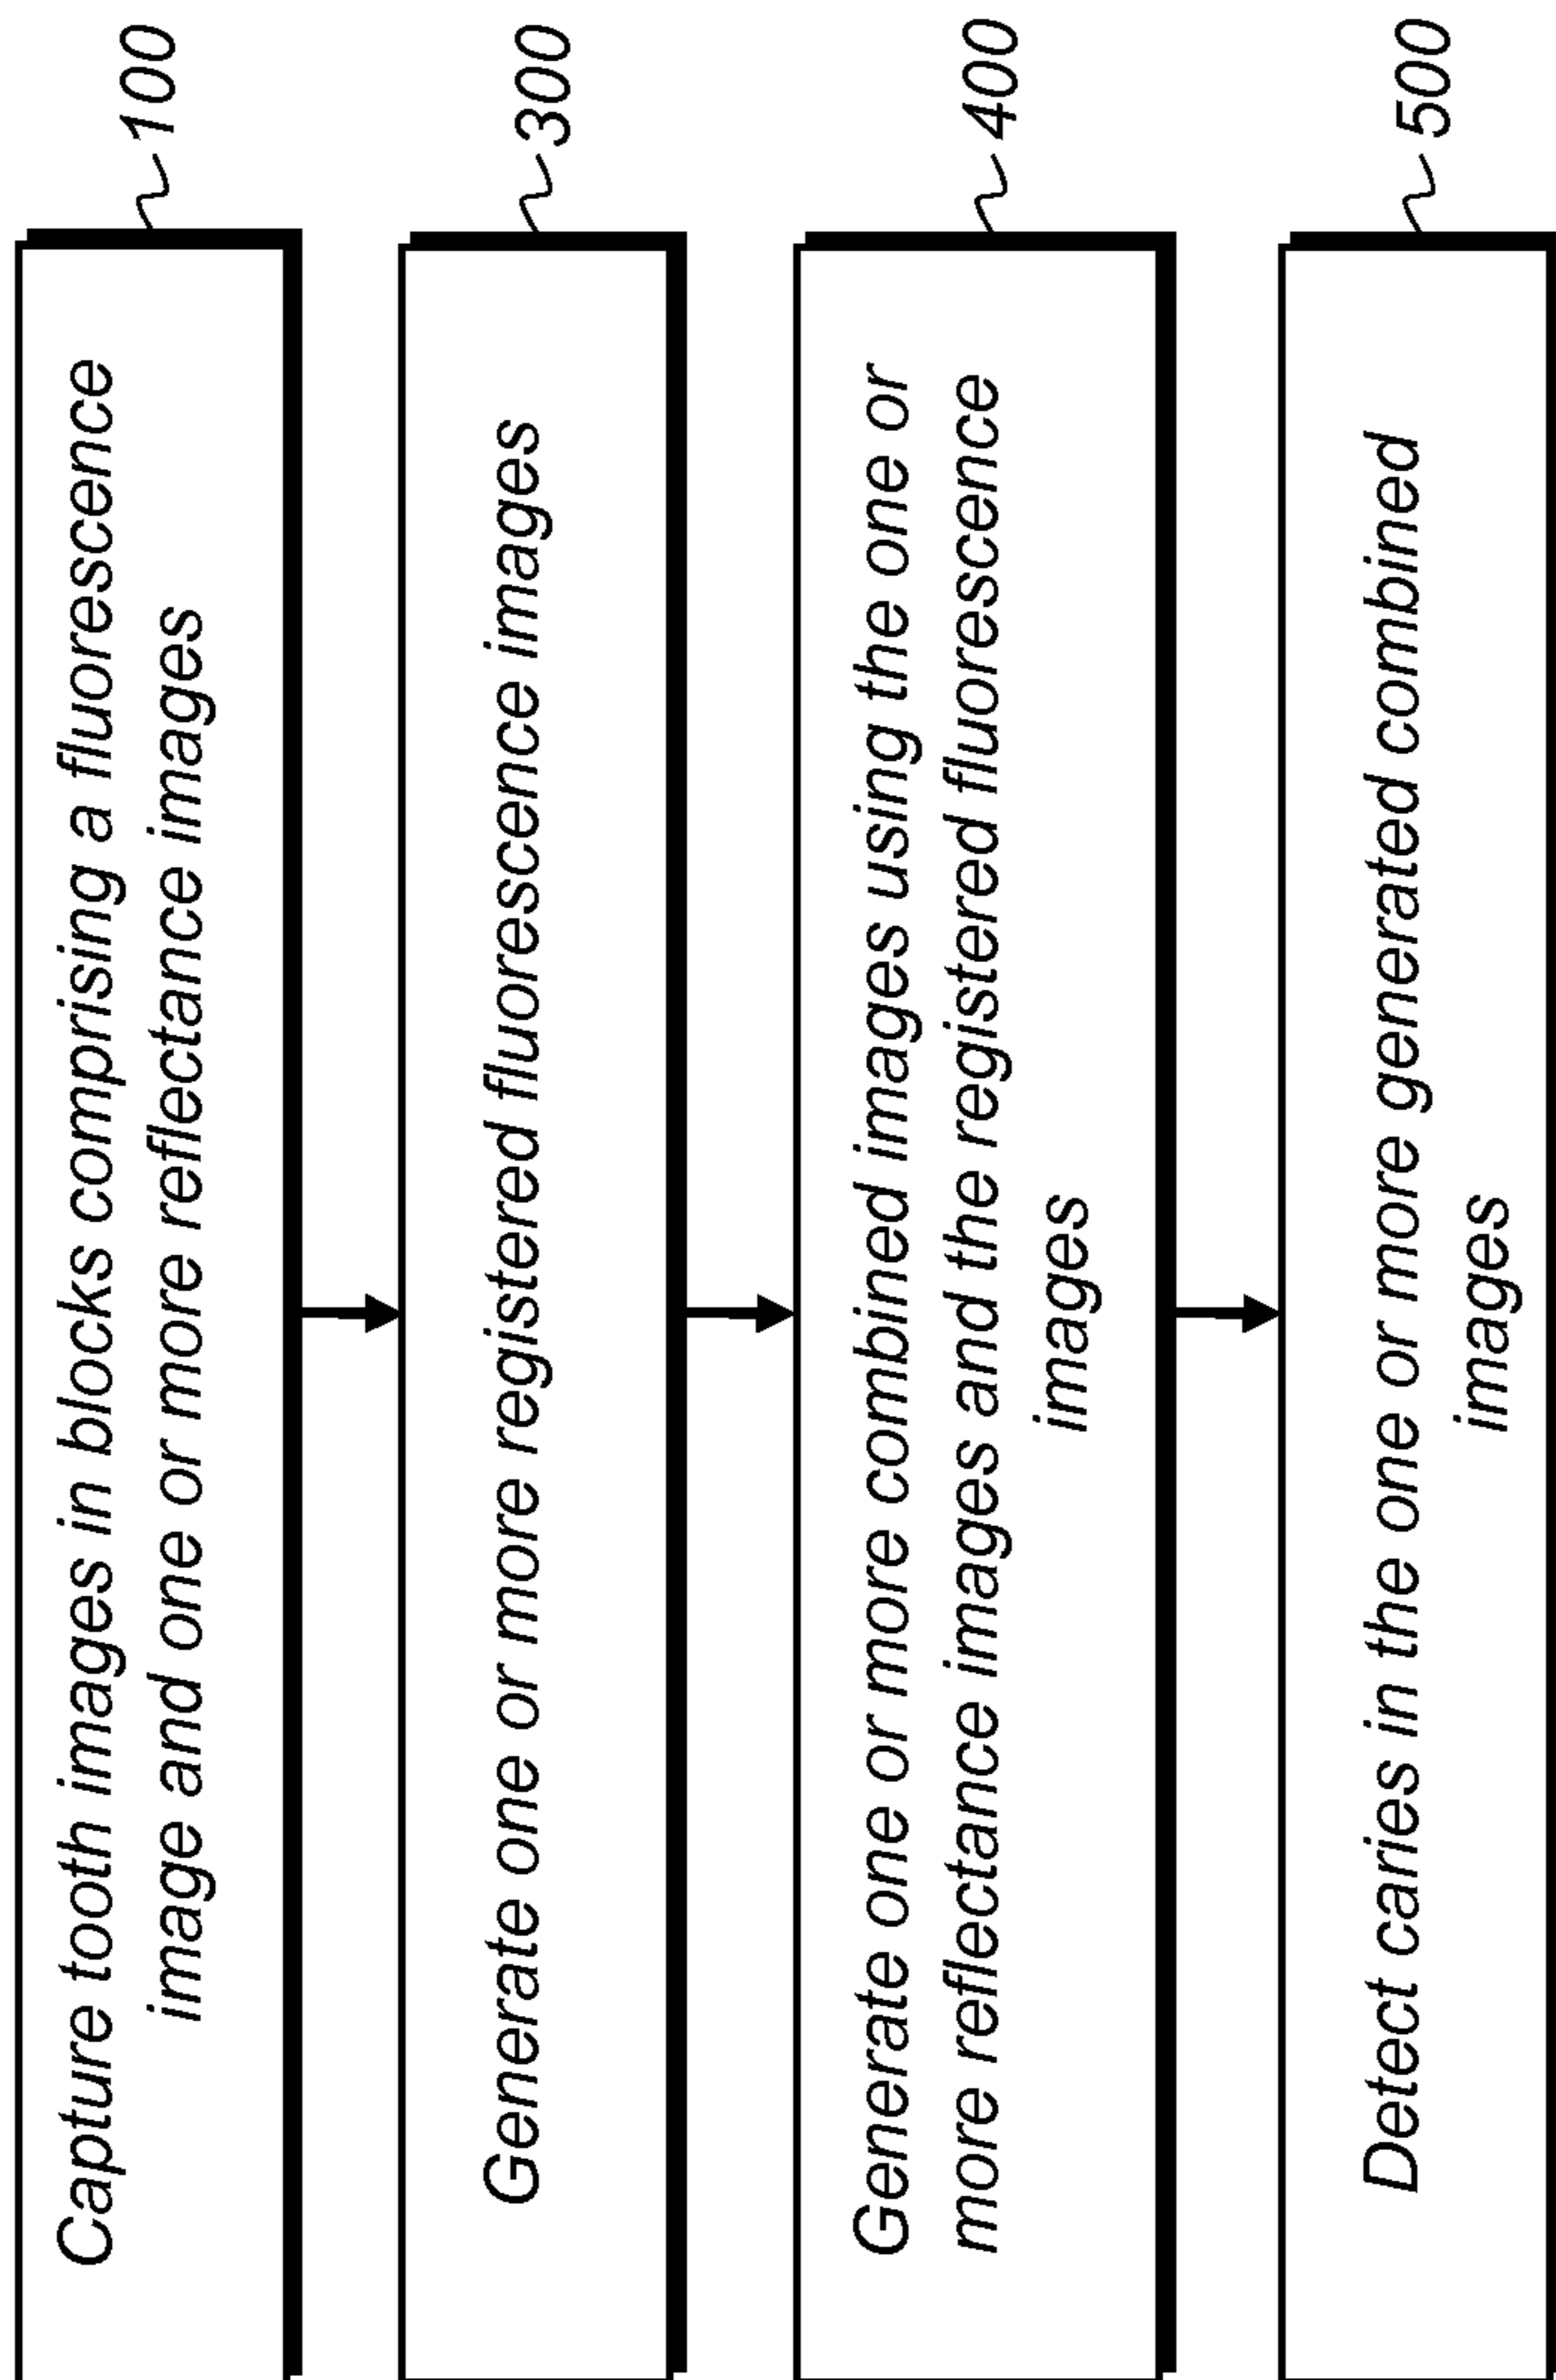 Capture tooth images in blocks comprising a fluorescence
image and one or more reflectance images
100
Generate one or more registered fluorescence images
300
Generate one or more combined images using the one or
more reflectance images and the registered fluorescence
images
400
Detect caries in the one or more generated combined
images
500